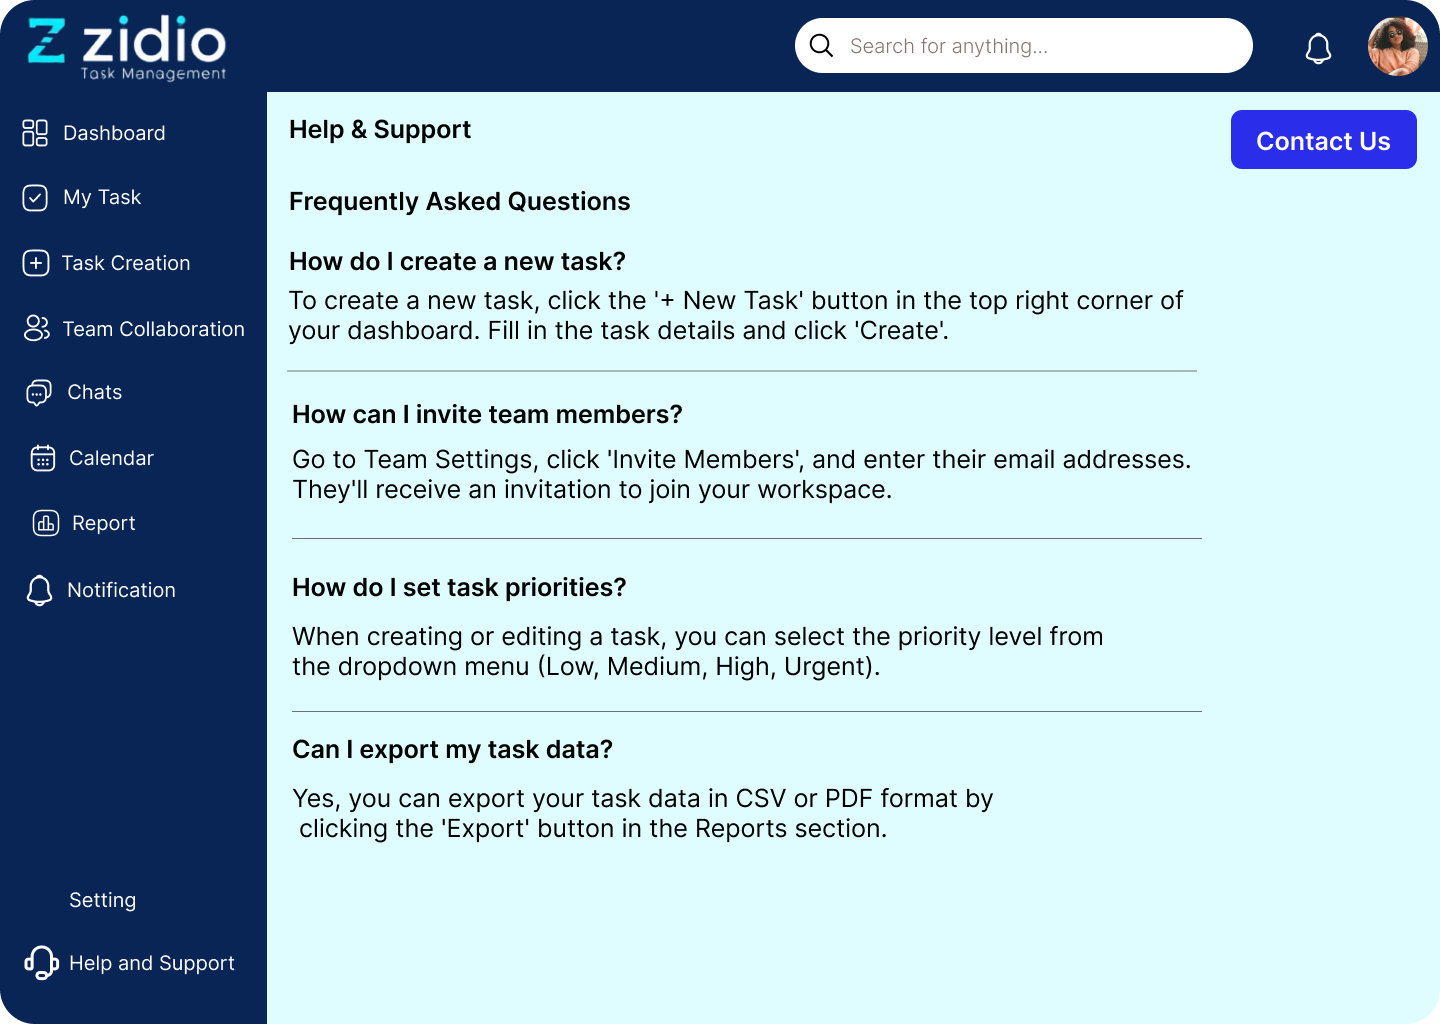 zidio
Task Management
Search for anything...
Dashboard
My Task
Task Creation
Team Collaboration
Chats
Calendar
Report
Notification
Setting
Help and Support
Help & Support
Contact Us
Frequently Asked Questions
How do I create a new task?
To create a new task, click the '+ New Task' button in the top right corner of
your dashboard. Fill in the task details and click 'Create'.
How can I invite team members?
Go to Team Settings, click 'Invite Members', and enter their email addresses.
They'll receive an invitation to join your workspace.
How do I set task priorities?
When creating or editing a task, you can select the priority level from
the dropdown menu (Low, Medium, High, Urgent).
Can I export my task data?
Yes, you can export your task data in CSV or PDF format by
clicking the 'Export' button in the Reports section.